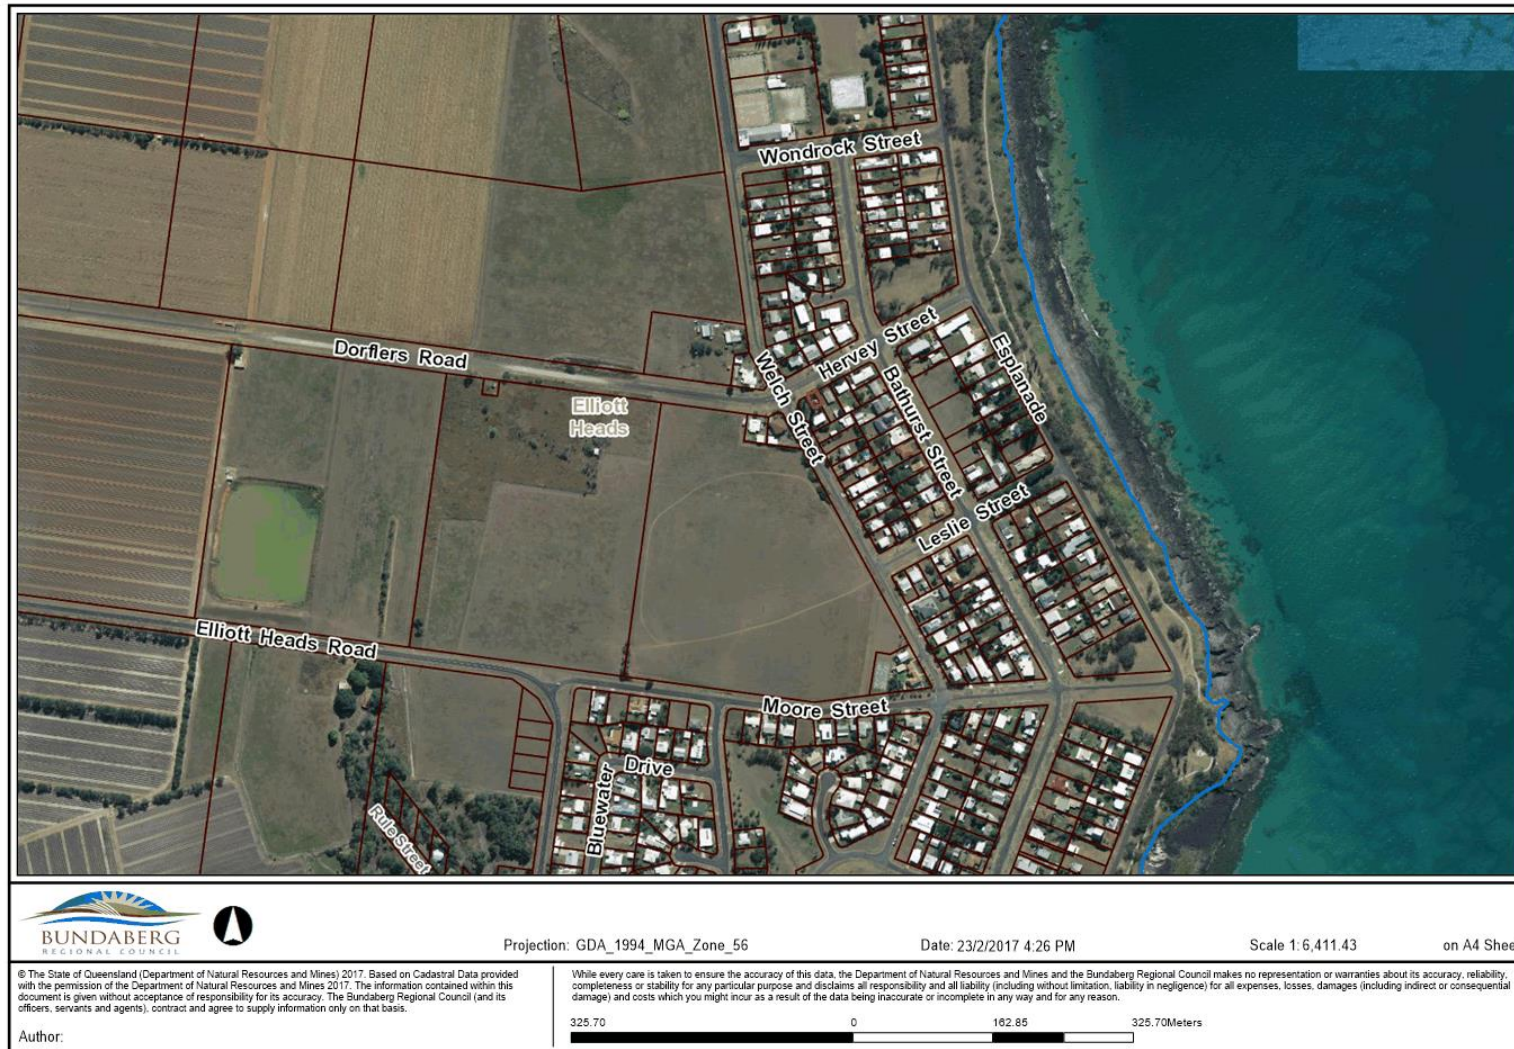 Wondrock Street
Dorflers Road
Hervey Street
Esplanade
Elliott
Heads
Welch Street
Bathurst Street
Leslie Street
Elliott Heads Road
Moore Street
Drive
Bluewater
Rule Street
BUNDABERG
REGIONAL COUNCIL
Projection: GDA_1994_MGA_Zone_56
Date: 23/2/2017 4:26 PM
Scale 1: 6,411.43
on A4 Shee
© The State of Queensland (Department of Natural Resources and Mines) 2017. Based on Cadastral Data provided
with the permission of the Department of Natural Resources and Mines 2017. The information contained within this
document is given without acceptance of responsibility for its accuracy. The Bundaberg Regional Council (and its
officers, servants and agents), contract and agree to supply information only on that basis.
Author:
While every care is taken to ensure the accuracy of this data, the Department of Natural Resources and Mines and the Bundaberg Regional Council makes no representation or warranties about its accuracy, reliability,
completeness or stability for any particular purpose and disclaims all responsibility and all liability (including without limitation, liability in negligence) for all expenses, losses, damages (including indirect or consequential
damage) and costs which you might incur as a result of the data being inaccurate or incomplete in any way and for any reason.
325.70 0 162.85 325.70Meters